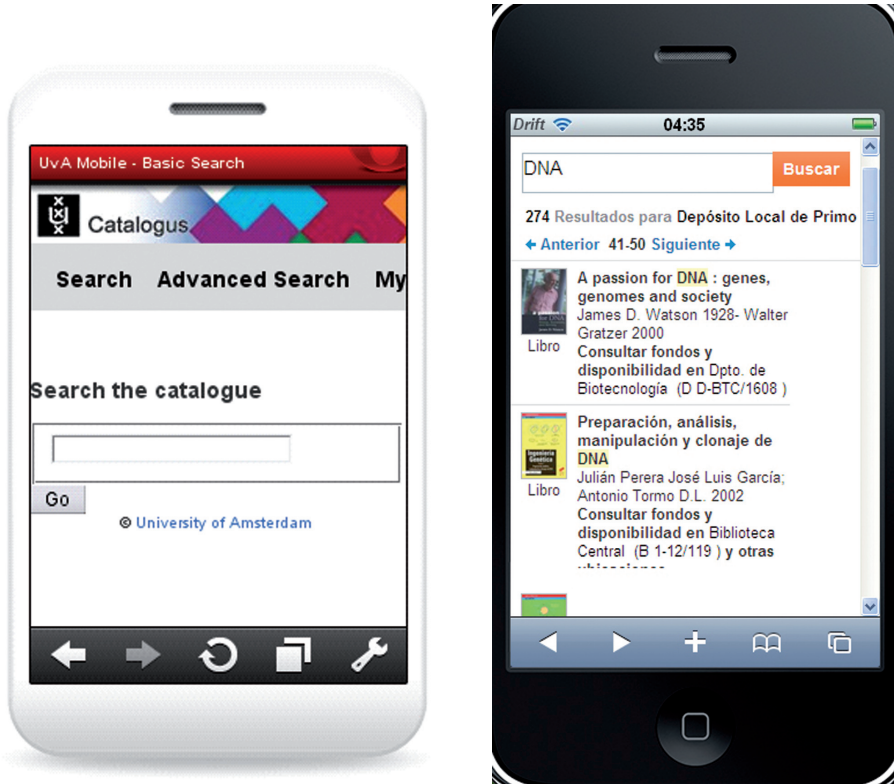 UvA Mobile - Basic Search
Catalogus
Search Advanced Search My
Search the catalogue
Go
© University of Amsterdam
Drift 04:35
DNA Buscar
274 Resultados para Depósito Local de Primo
Anterior 41-50 Siguiente
A passion for DNA : genes,
genomes and society
James D. Watson 1928- Walter
Gratzer 2000
Libro
Consultar fondos y
disponibilidad en Dpto. de
Biotecnología (D D-BTC/1608 )
Preparación, análisis,
manipulación y clonaje de
DNA
Julián Perera José Luis García;
Antonio Tormo D.L. 2002
Libro
Consultar fondos y
disponibilidad en Biblioteca
Central (B 1-12/119 ) y otras
Ingeniería
Genética